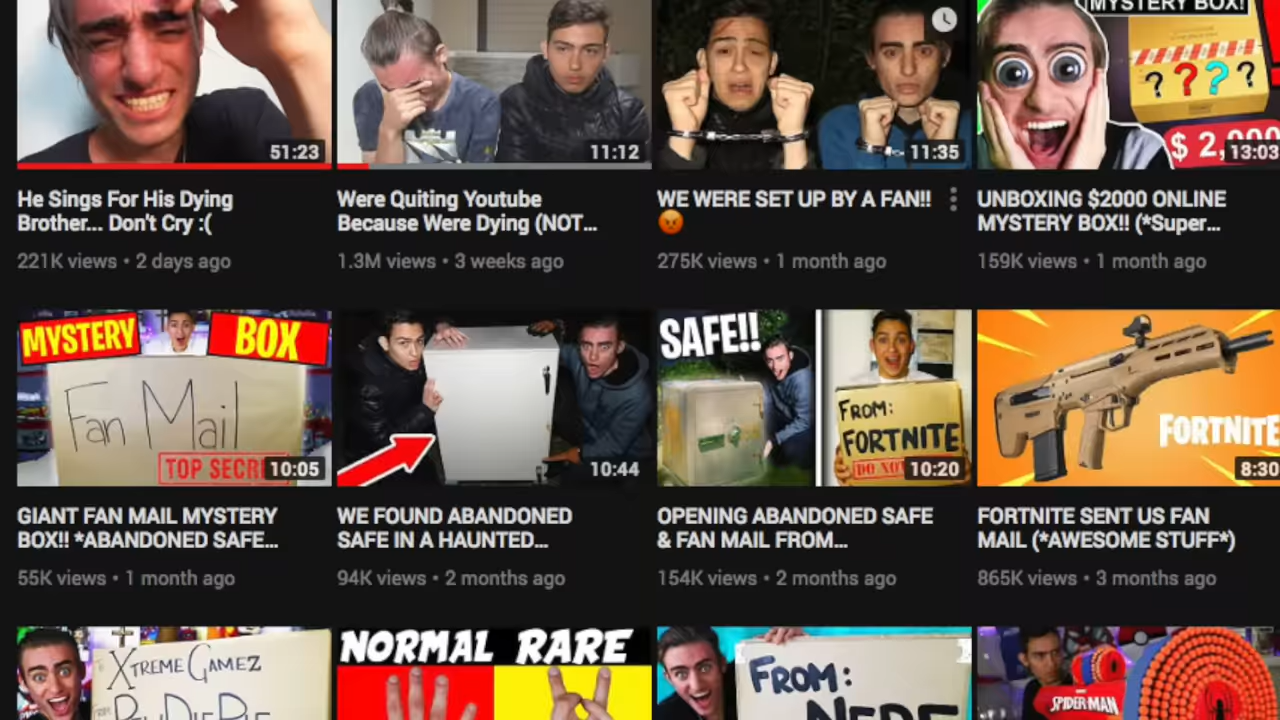 MYSTERY BOX!
? ? ? ?
$ 2,000
51:23
11:12
11:35
13:03
He Sings For His Dying
Brother... Don't Cry :(
221K views • 2 days ago
Were Quiting Youtube
Because Were Dying (NOT...
1.3M views • 3 weeks ago
WE WERE SET UP BY A FAN!!
😡
275K views • 1 month ago
UNBOXING $2000 ONLINE
MYSTERY BOX!! (*Super...
159K views • 1 month ago
MYSTERY BOX
Fan Mail
TOP SECR
10:05
10:44
SAFE!!
FROM:
FORTNITE
DO NO
10:20
FORTNITE
8:30
GIANT FAN MAIL MYSTERY
BOX!! *ABANDONED SAFE...
55K views • 1 month ago
WE FOUND ABANDONED
SAFE IN A HAUNTED...
94K views • 2 months ago
OPENING ABANDONED SAFE
& FAN MAIL FROM...
154K views • 2 months ago
FORTNITE SENT US FAN
MAIL (*AWESOME STUFF*)
865K views • 3 months ago
XTREME GAMEZ
PEWDIEPIE
NORMAL RARE
FROM:
NERF
SPIDER-MAN